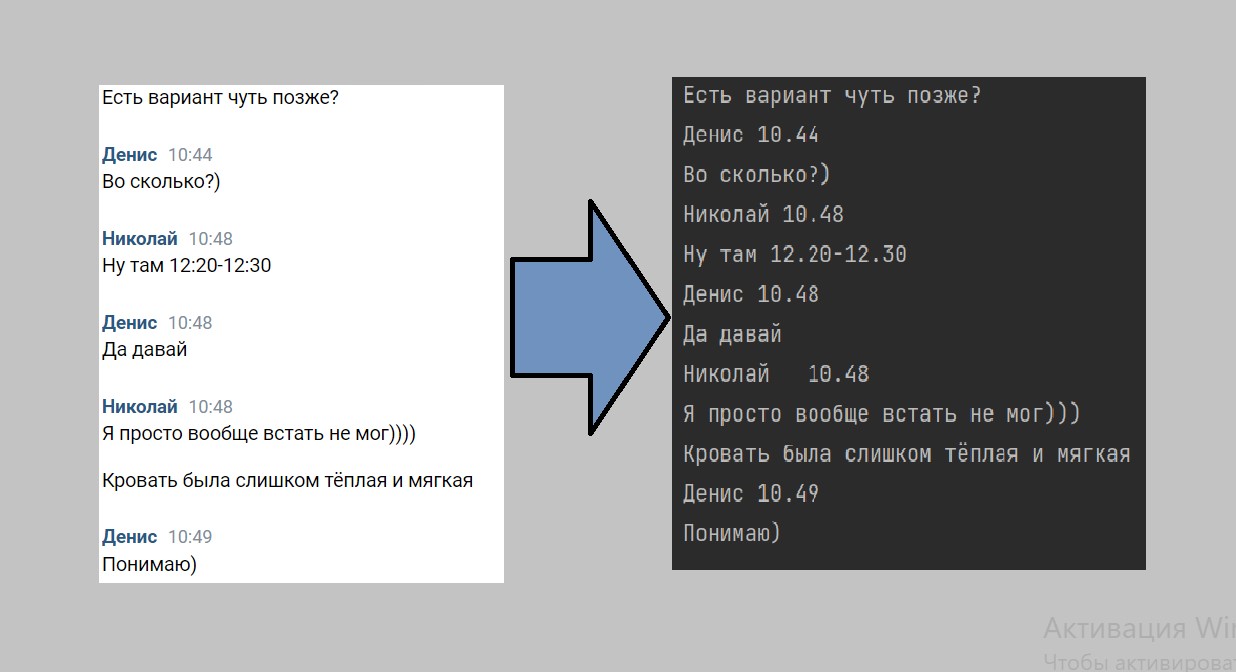 Есть вариант чуть позже?
Денис 10:44
Во сколько?)
Николай 10:48
Ну там 12:20-12:30
Денис 10:48
Да давай
Николай 10:48
Я просто вообще встать не мог))))
Кровать была слишком тёплая и мягкая
Денис 10:49
Понимаю)
Есть вариант чуть позже?
Денис 10.44
Во сколько?)
Николай 10.48
Ну там 12.20-12.30
Денис 10.48
Да давай
Николай 10.48
Я просто вообще встать не мог)))
Кровать была слишком тёплая и мягкая
Денис 10.49
Понимаю)
Активация Wi
Чтобы активироват